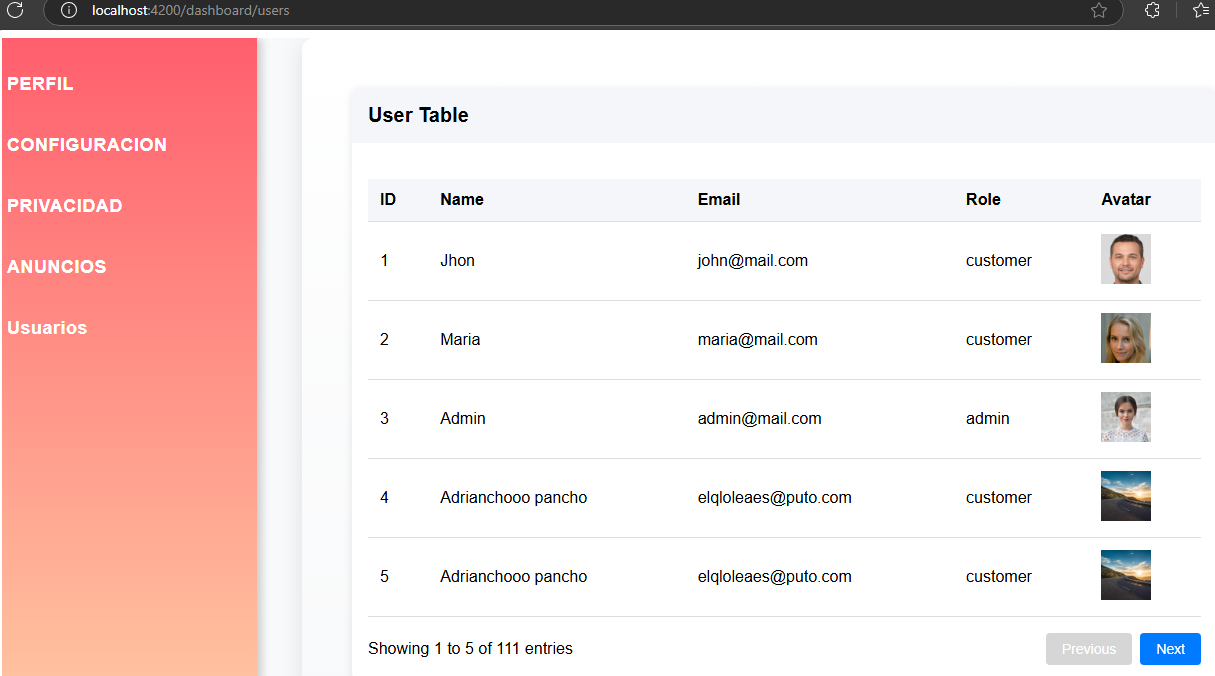 localhost:4200/dashboard/users
PERFIL
CONFIGURACION
PRIVACIDAD
ANUNCIOS
Usuarios
User Table
ID Name Email Role Avatar
1 Jhon john@mail.com customer
2 Maria maria@mail.com customer
3 Admin admin@mail.com admin
4 Adrianchooo pancho elqloleaes@puto.com customer
5 Adrianchooo pancho elqloleaes@puto.com customer
Showing 1 to 5 of 111 entries Previous Next